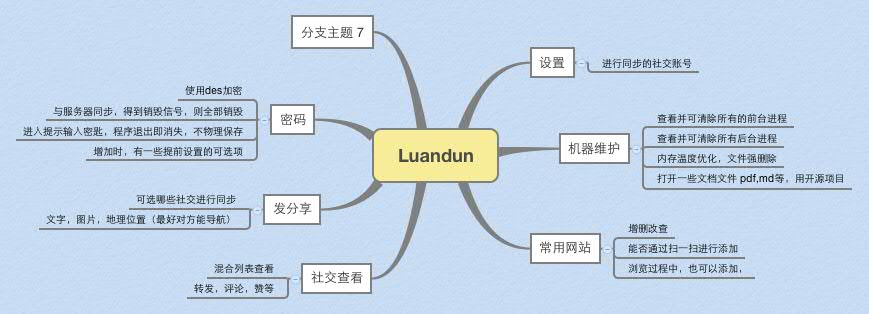 分支主题 7
设置
进行同步的社交账号
使用des加密
与服务器同步，得到销毁信号，则全部销毁
进入提示输入密匙，程序退出即消失，不物理保存
增加时，有一些提前设置的可选项
密码
Luandun
机器维护
查看并可清除所有的前台进程
查看并可清除所有后台进程
内存温度优化，文件强删除
打开一些文档文件 pdf,md等，用开源项目
可选哪些社交进行同步
文字，图片，地理位置（最好对方能导航）
发分享
常用网站
增删改查
能否通过扫一扫进行添加
浏览过程中，也可以添加，
混合列表查看
转发，评论，赞等
社交查看